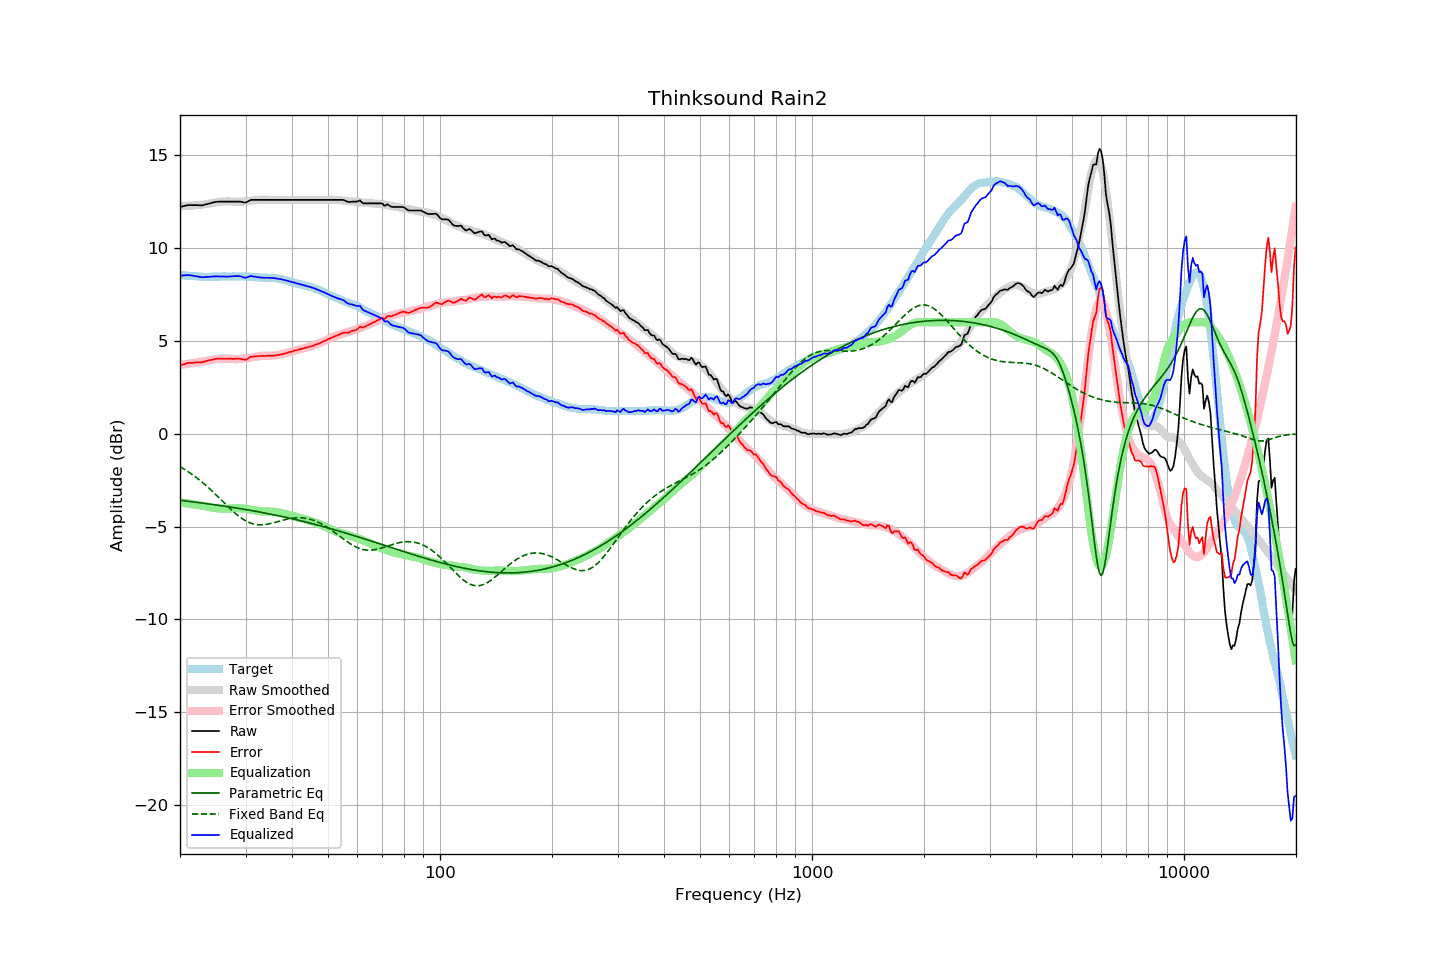 Thinksound Rain2
Amplitude (dBr)
15
10
5
0
−5
−10
−15
−20
Target
Raw Smoothed
Error Smoothed
Raw
Error
Equalization
Parametric Eq
Fixed Band Eq
Equalized
100 1000 10000
Frequency (Hz)